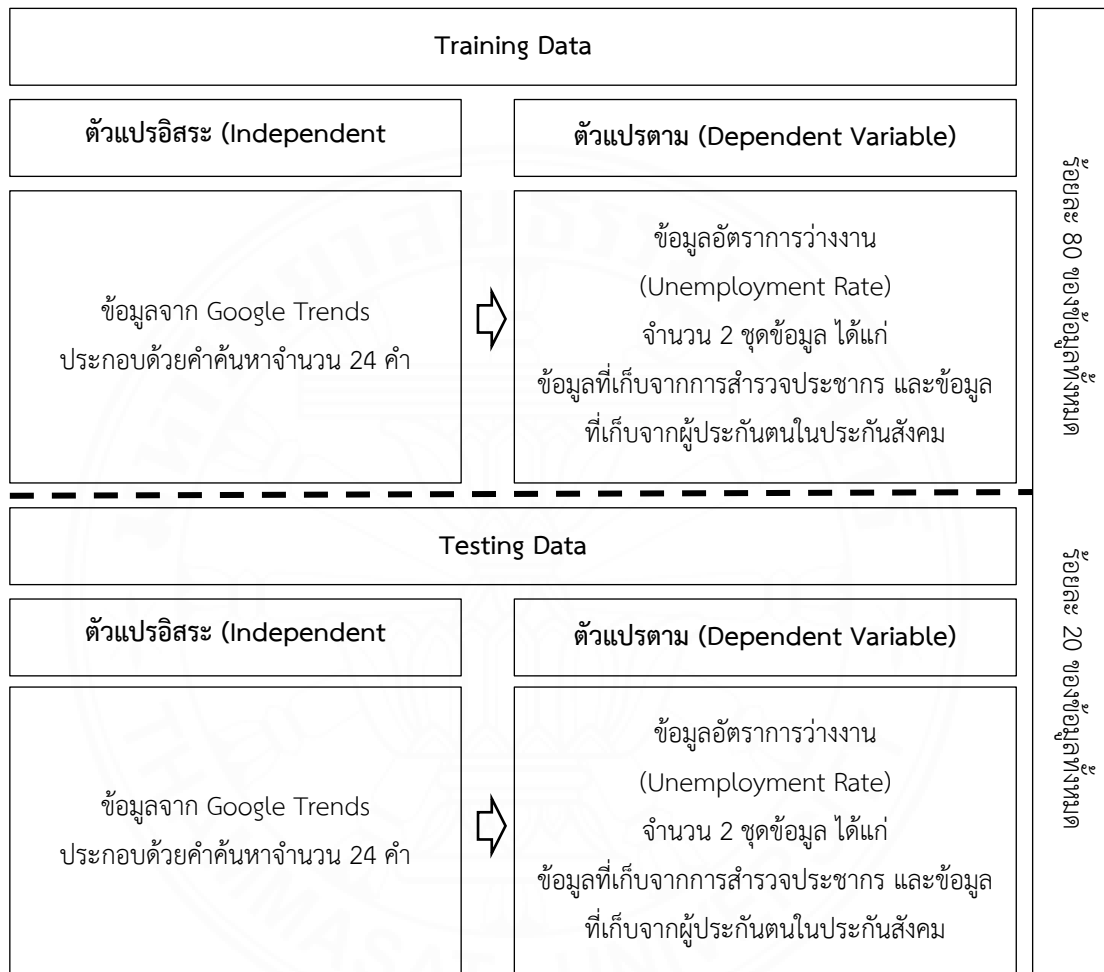 Training Data
ตัวแปรอิสระ (Independent
ตัวแปรตาม (Dependent Variable)
ข้อมูลจาก Google Trends
ประกอบด้วยคำค้นหาจำนวน 24 คำ
ข้อมูลอัตราการว่างงาน
(Unemployment Rate)
จำนวน 2 ชุดข้อมูล ได้แก่
ข้อมูลที่เก็บจากการสำรวจประชากร และข้อมูล
ที่เก็บจากผู้ประกันตนในประกันสังคม
ร้อยละ 80 ของข้อมูลทั้งหมด
Testing Data
ตัวแปรอิสระ (Independent
ตัวแปรตาม (Dependent Variable)
ข้อมูลจาก Google Trends
ประกอบด้วยคำค้นหาจำนวน 24 คำ
ข้อมูลอัตราการว่างงาน
(Unemployment Rate)
จำนวน 2 ชุดข้อมูล ได้แก่
ข้อมูลที่เก็บจากการสำรวจประชากร และข้อมูล
ที่เก็บจากผู้ประกันตนในประกันสังคม
ร้อยละ 20 ของข้อมูลทั้งหมด